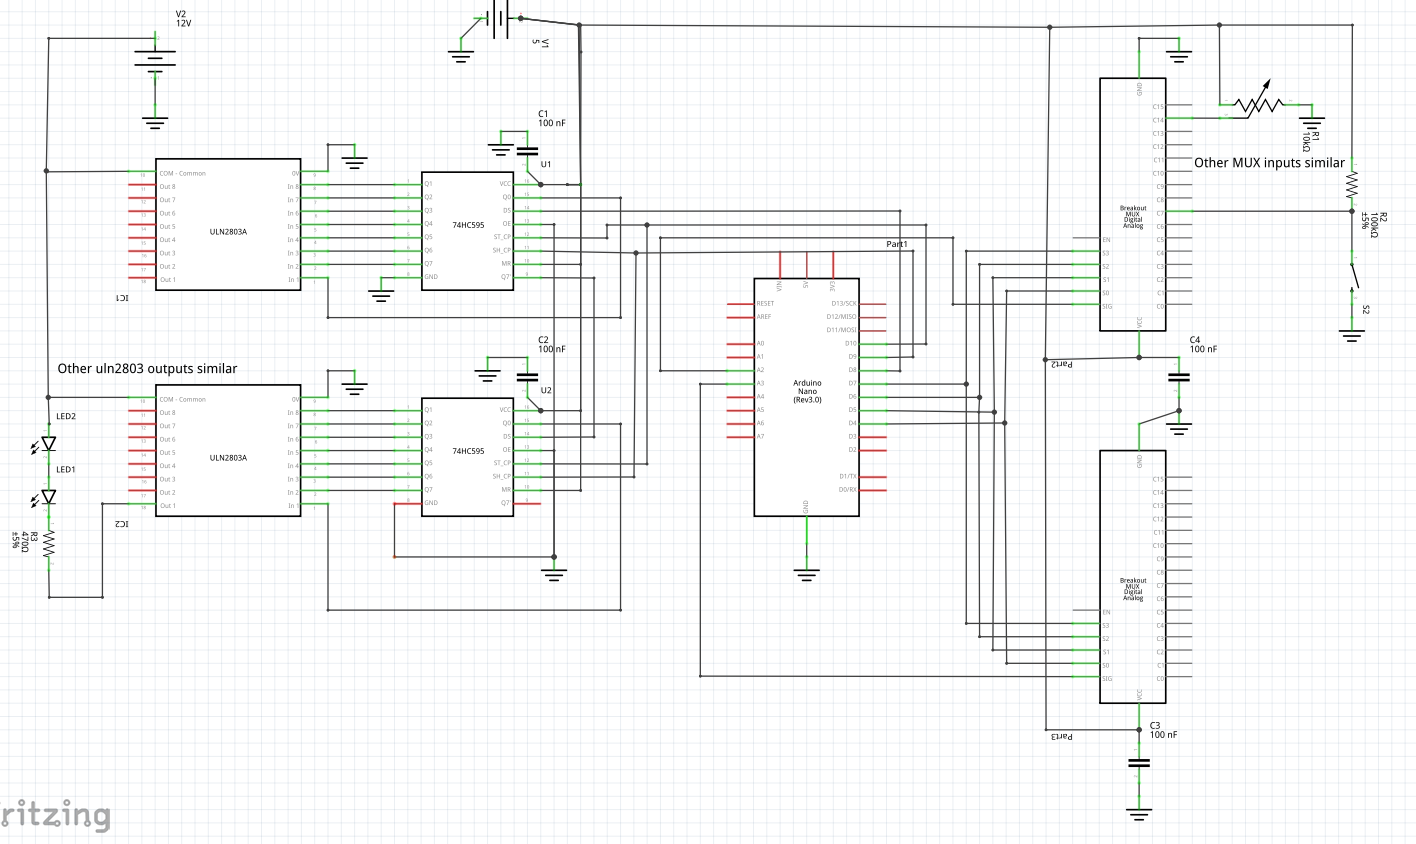 V2
12V
V1
5
C1
100 nF
U1
COM - Common
Out 8
Out 7
Out 6
Out 5
Out 4
Out 3
Out 2
Out 1
ULN2803A
0V
In 8
In 7
In 6
In 5
In 4
In 3
In 2
In 1
IC1
Q1
Q2
Q3
Q4
Q5
Q6
Q7
GND
74HC595
VCC
Q0
DS
OE
ST_CP
SH_CP
MR
Q7'
Other uln2803 outputs similar
C2
100 nF
U2
COM - Common
Out 8
Out 7
Out 6
Out 5
Out 4
Out 3
Out 2
Out 1
ULN2803A
0V
In 8
In 7
In 6
In 5
In 4
In 3
In 2
In 1
IC2
Q1
Q2
Q3
Q4
Q5
Q6
Q7
GND
74HC595
VCC
Q0
DS
OE
ST_CP
SH_CP
MR
Q7'
LED2
LED1
R3
470Ω
±5%
Part1
VIN
5V
3V3
RESET
AREF
A0
A1
A2
A3
A4
A5
A6
A7
Arduino
Nano
(Rev3.0)
D13/SCK
D12/MISO
D11/MOSI
D10
D9
D8
D7
D6
D5
D4
D3
D2
D1/TX
D0/RX
GND
GND
C15
C14
C13
C12
C11
C10
C9
C8
C7
C6
C5
C4
C3
C2
C1
C0
Breakout
MUX
Digital
Analog
EN
S3
S2
S1
S0
SIG
VCC
Part2
R1
10kΩ
Other MUX inputs similar
R2
100kΩ
±5%
S2
C4
100 nF
GND
C15
C14
C13
C12
C11
C10
C9
C8
C7
C6
C5
C4
C3
C2
C1
C0
Breakout
MUX
Digital
Analog
EN
S3
S2
S1
S0
SIG
VCC
Part3
C3
100 nF
ritzing